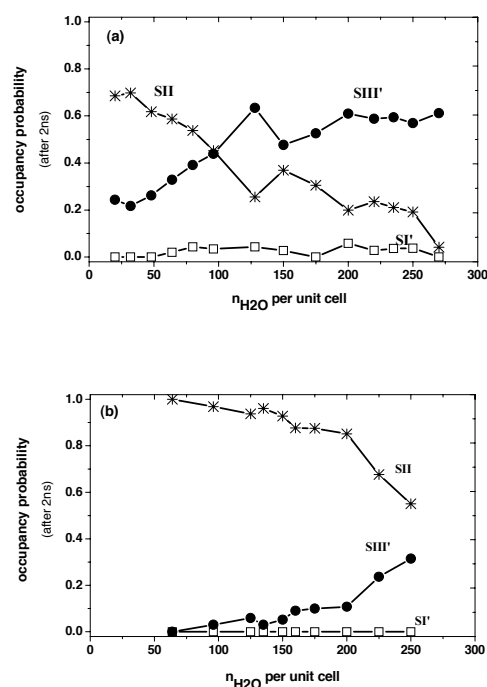 (a)
SII
SIII'
SI'
occupancy probability
(after 2ns)
1.0
0.8
0.6
0.4
0.2
0.0
0 50 100 150 200 250 300
nH2O per unit cell
(b)
SII
SIII'
SI'
occupancy probability
(after 2ns)
1.0
0.8
0.6
0.4
0.2
0.0
0 50 100 150 200 250 300
nH2O per unit cell